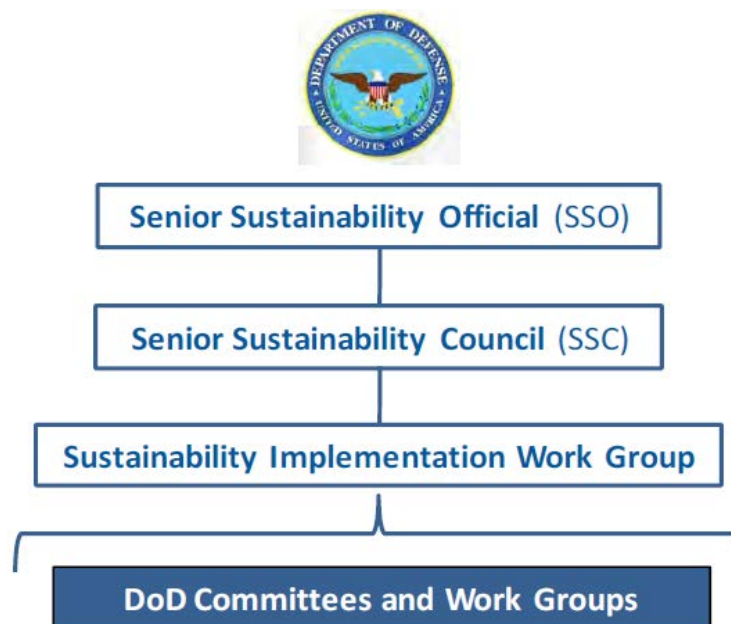 DEPARTMENT OF DEFENSE
UNITED STATES OF AMERICA
Senior Sustainability Official (SSO)
Senior Sustainability Council (SSC)
Sustainability Implementation Work Group
DoD Committees and Work Groups